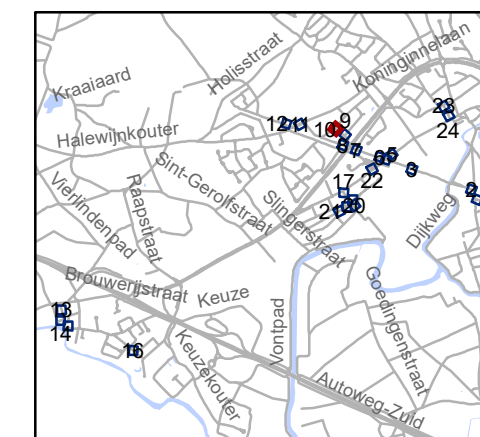 Koninginnelaan
Holisstraat
Kraaiaard
23
24
12
11
10
9
8
7
5
3
Halewijnkouter
Sint-Gerolfstraat
22
2
17
21
20
Vierlindenpad
Raapstraat
Slingerstraat
Dijkweg
Brouwerijstraat
Keuze
Goedingenstraat
Vontpad
13
14
16
Keuzekouter
Autoweg-Zuid